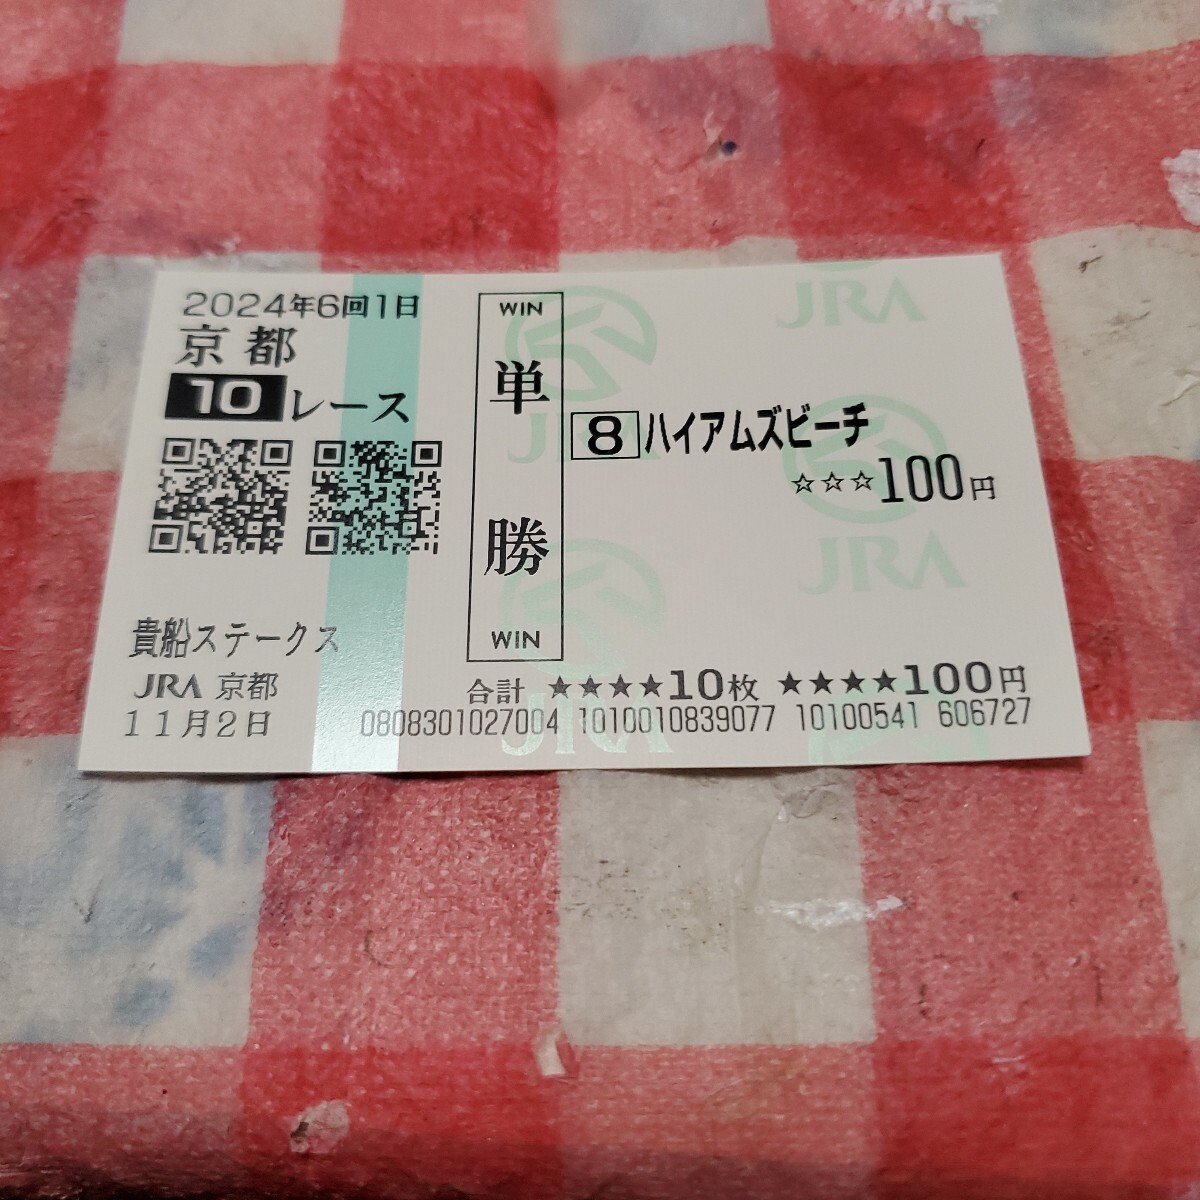 2024年6回1日
京都
10レース
貴船ステークス
JRA 京都
11月2日
WIN
単勝
WIN
8 ハイアムズビーチ
☆☆☆100円
合計 ★★★★10枚 ★★★★100円
0808301027004 1010010839077 10100541 606727
JRA
JRA
JRA
JRA